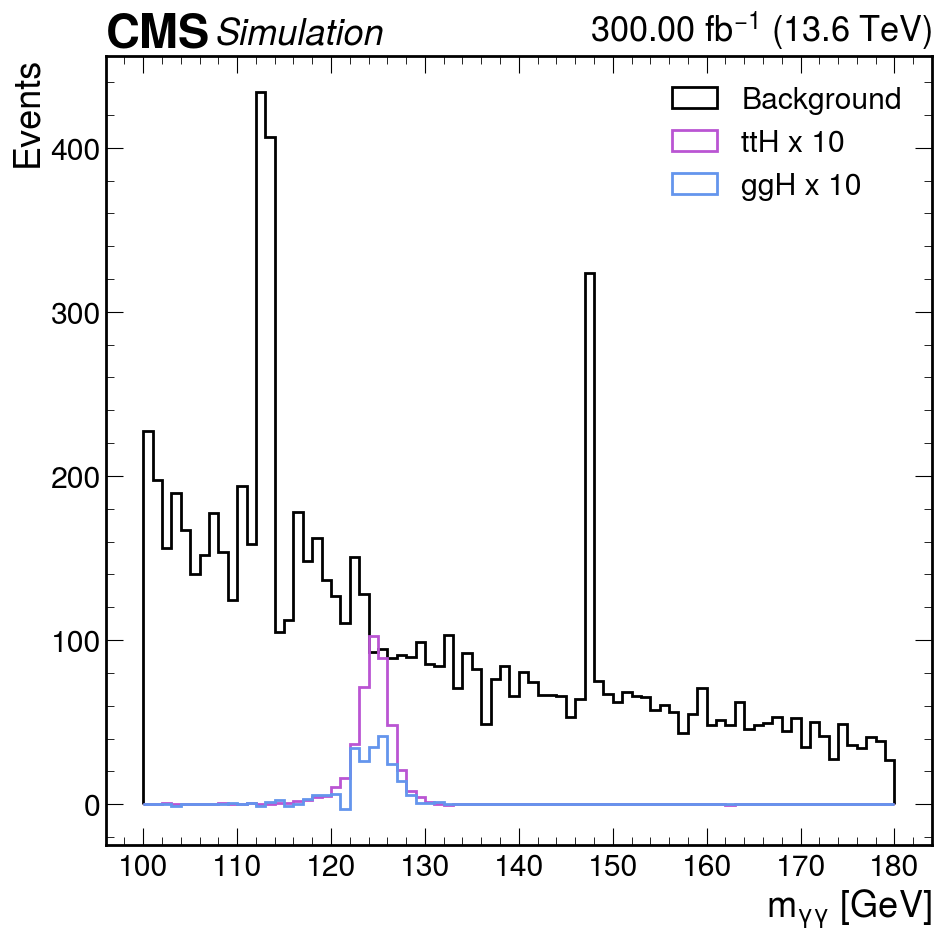 CMS Simulation 300.00 fb⁻¹ (13.6 TeV)
Events
Background
ttH x 10
ggH x 10
400
300
200
100
0
100 110 120 130 140 150 160 170 180
mγγ [GeV]